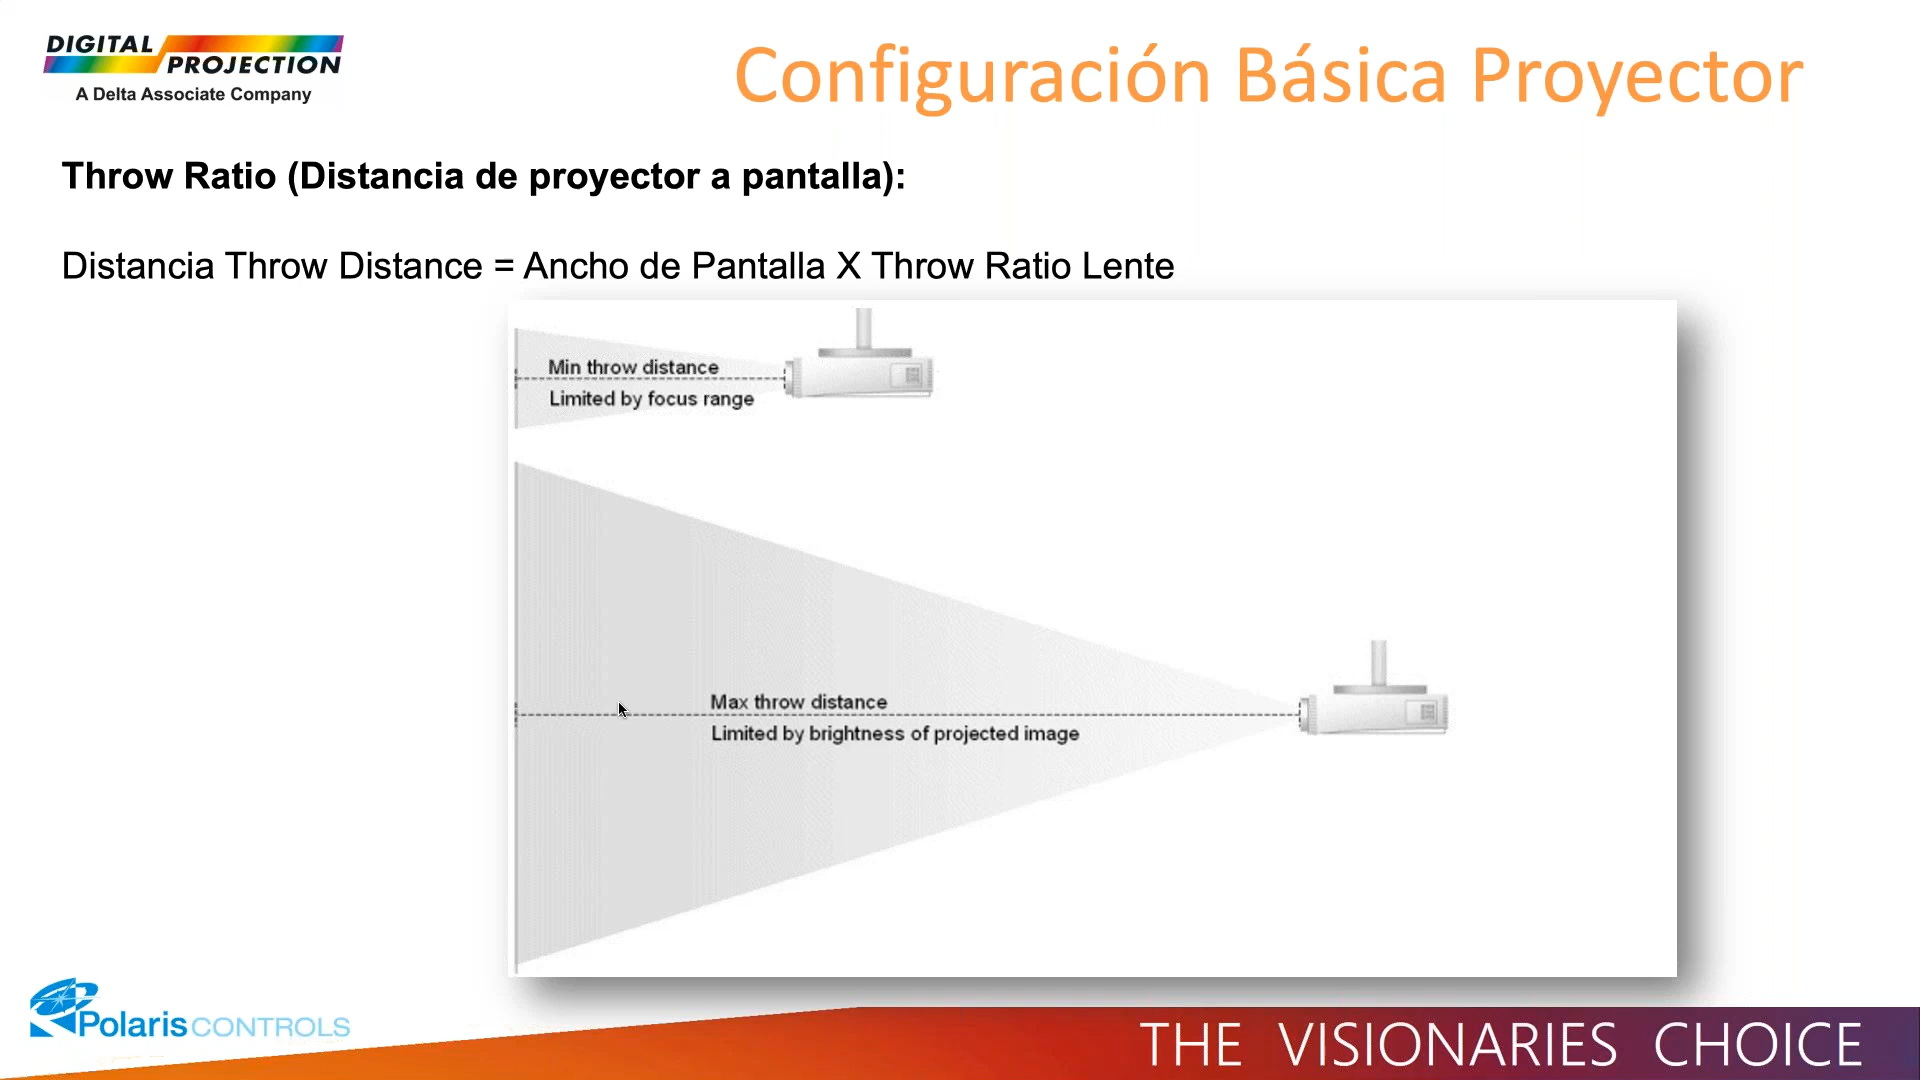 DIGITAL
PROJECTION
A Delta Associate Company
Configuración Básica Proyector
Throw Ratio (Distancia de proyector a pantalla):
Distancia Throw Distance = Ancho de Pantalla X Throw Ratio Lente
Min throw distance
Limited by focus range
Max throw distance
Limited by brightness of projected image
Polaris CONTROLS
THE VISIONARIES CHOICE